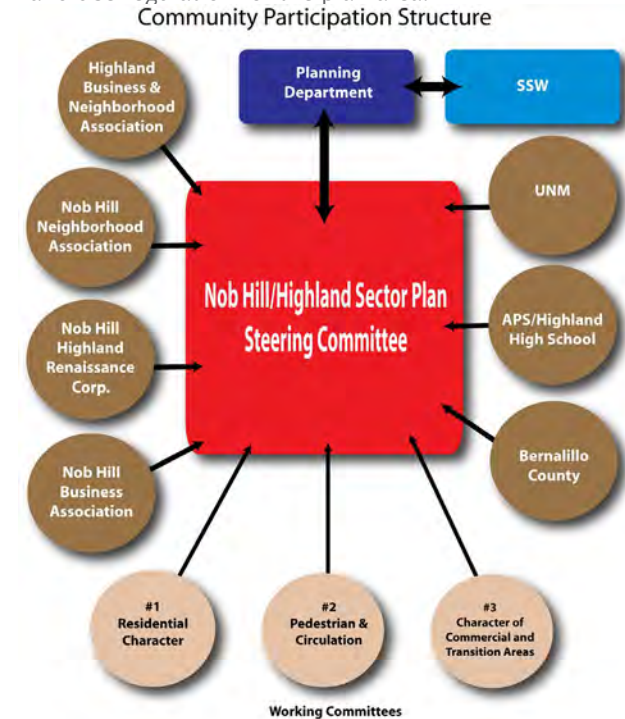 Community Participation Structure
Highland
Business &
Neighborhood
Association
Planning
Department
SSW
Nob Hill
Neighborhood
Association
UNM
Nob Hill/Highland Sector Plan
Steering Committee
Nob Hill
Highland
Renaissance
Corp.
APS/Highland
High School
Nob Hill
Business
Association
Bernalillo
County
#1
Residential
Character
#2
Pedestrian &
Circulation
#3
Character of
Commercial and
Transition Areas
Working Committees